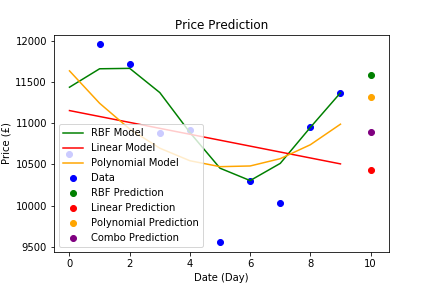 Price Prediction
12000
11500
11000
10500
10000
9500
Price (£)
RBF Model
Linear Model
Polynomial Model
Data
RBF Prediction
Linear Prediction
Polynomial Prediction
Combo Prediction
0 2 4 6 8 10
Date (Day)